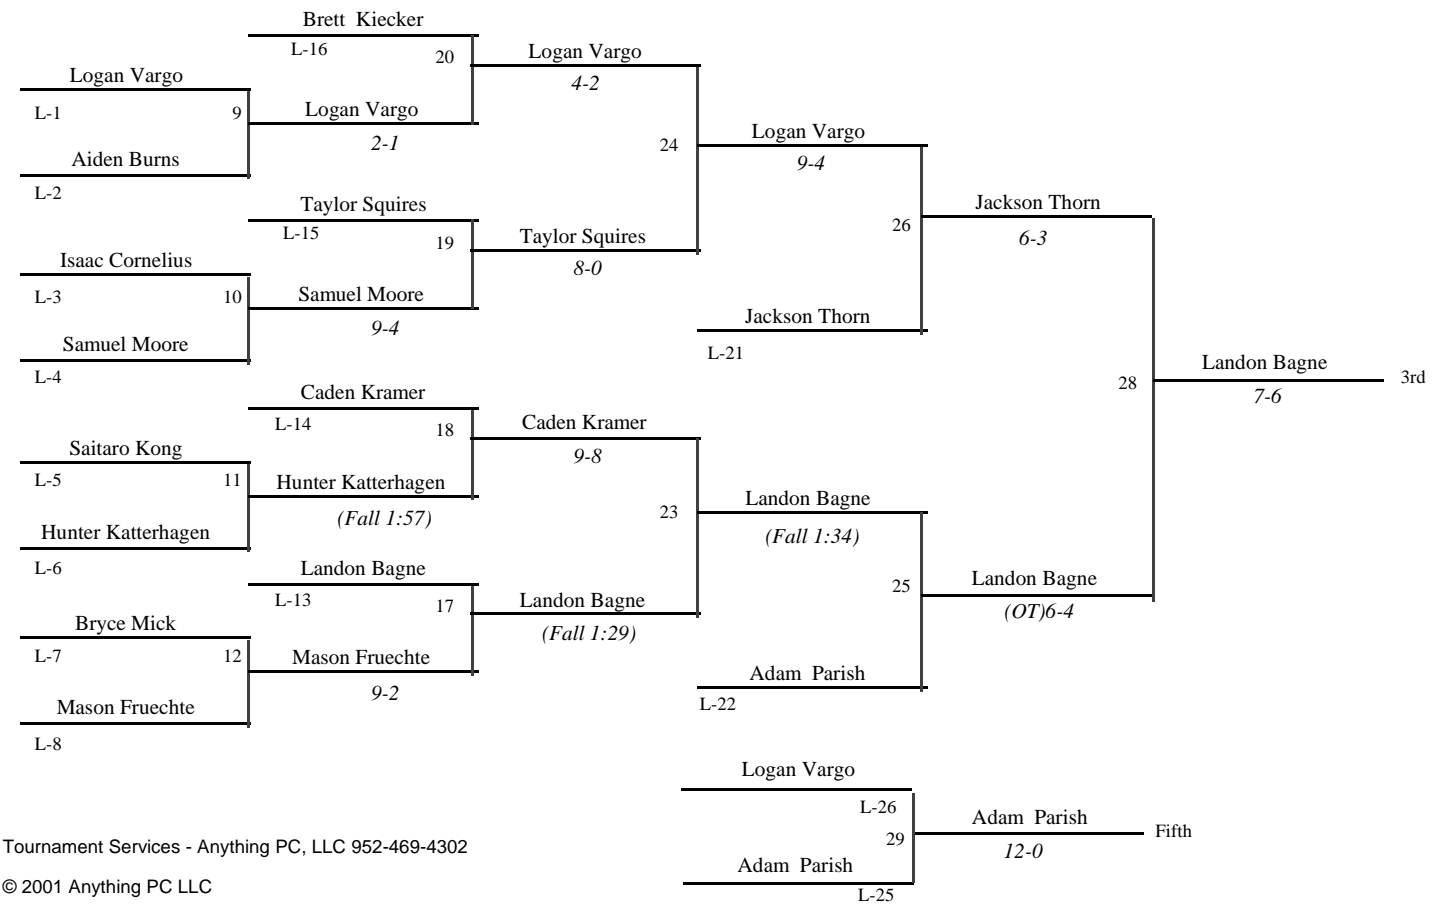 Brett  Kiecker
L-16
20
Logan Vargo
4-2
Logan Vargo
L-1
9
Logan Vargo
2-1
Aiden Burns
L-2
24
Logan Vargo
9-4
Taylor Squires
L-15
19
Taylor Squires
8-0
Isaac Cornelius
L-3
10
Samuel Moore
9-4
Samuel Moore
L-4
26
Jackson Thorn
6-3
Jackson Thorn
L-21
Caden Kramer
L-14
18
Caden Kramer
9-8
28
Landon Bagne
7-6
3rd
Saitaro Kong
L-5
11
Hunter Katterhagen
(Fall 1:57)
Hunter Katterhagen
L-6
23
Landon Bagne
(Fall 1:34)
Landon Bagne
L-13
17
Landon Bagne
(Fall 1:29)
25
Landon Bagne
(OT)6-4
Bryce Mick
L-7
12
Mason Fruechte
9-2
Mason Fruechte
L-8
Adam  Parish
L-22
Logan Vargo
L-26
29
Adam  Parish
12-0
Fifth
Adam  Parish
L-25
Tournament Services - Anything PC, LLC 952-469-4302
© 2001 Anything PC LLC